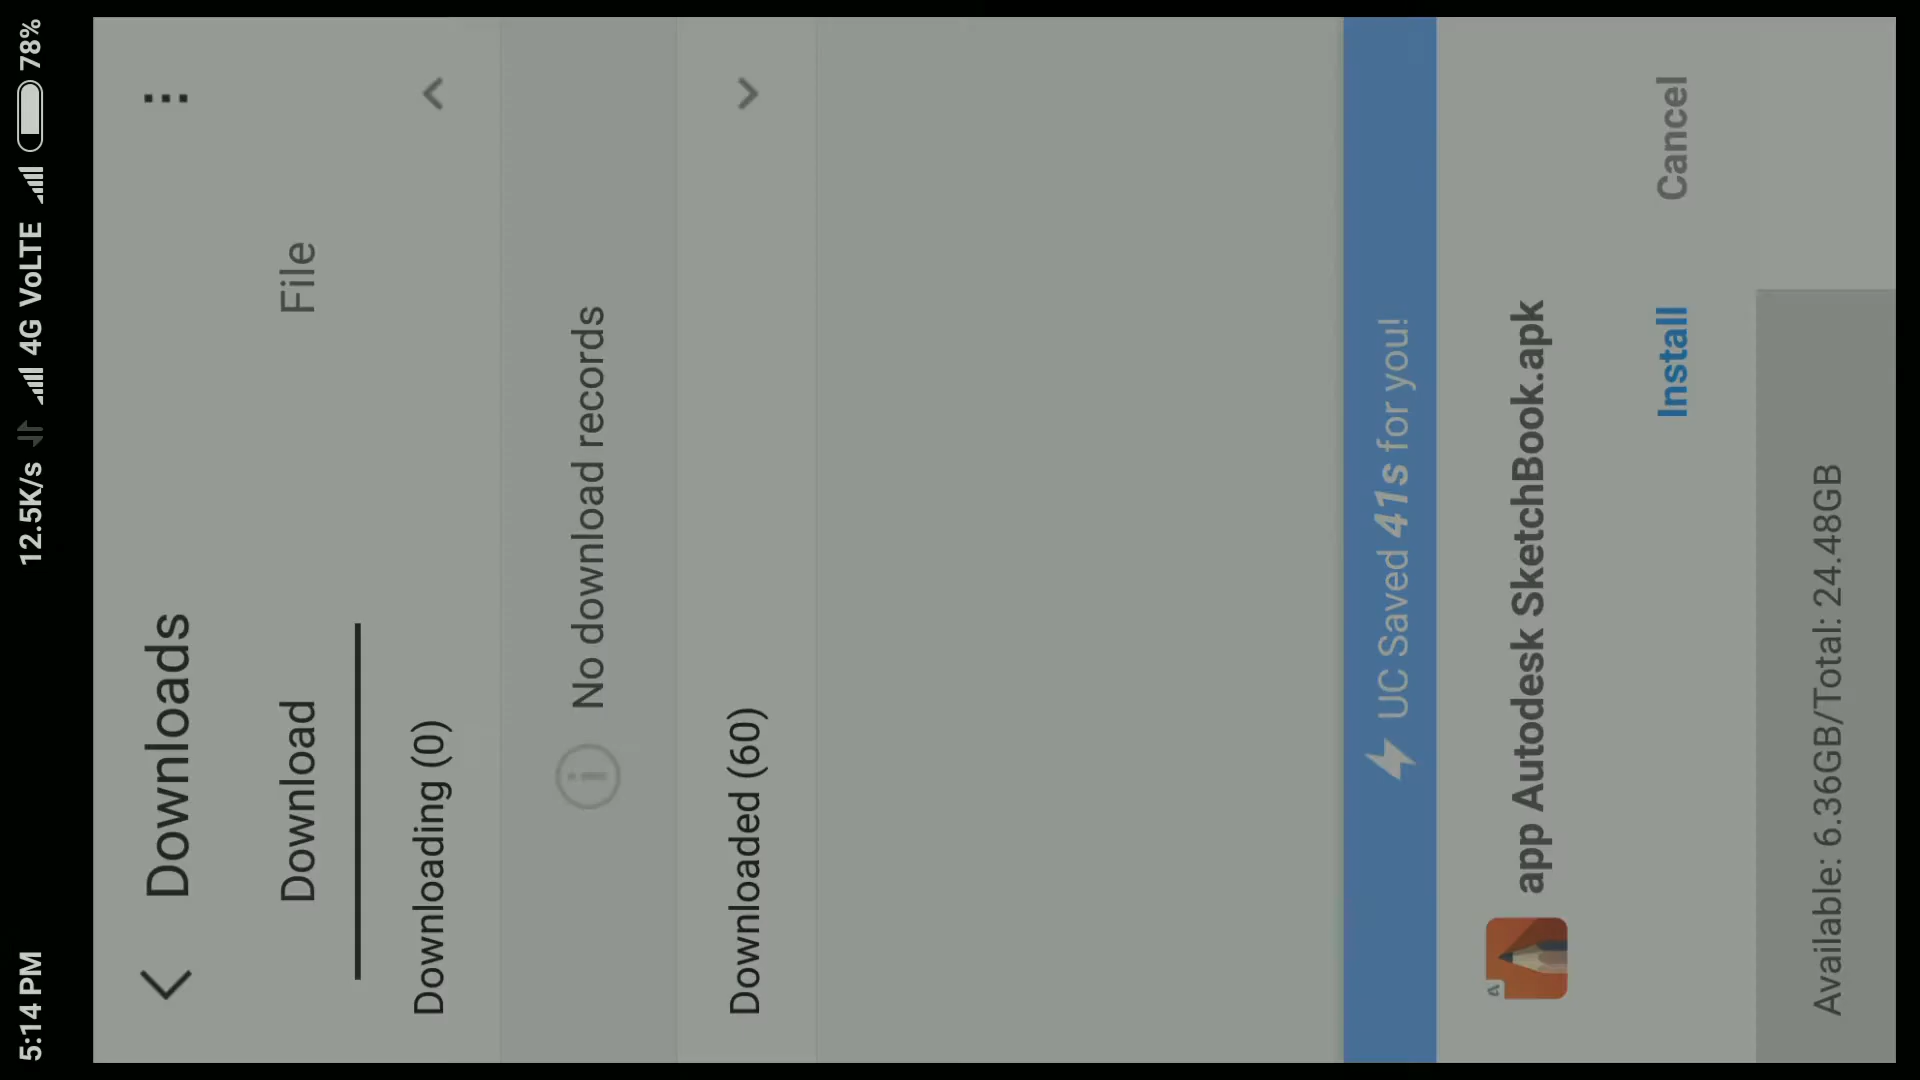 5:14 PM 12.5K/s 4G VoLTE 78%
Downloads
Download File
Downloading (0)
No download records
Downloaded (60)
UC Saved 41s for you!
app Autodesk SketchBook.apk
Install Cancel
Available: 6.36GB/Total: 24.48GB